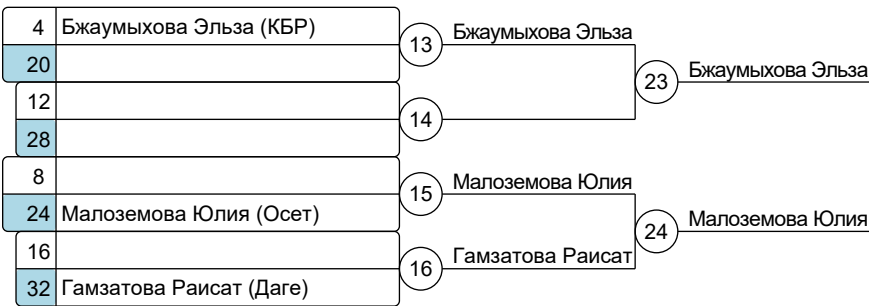 4 Бжаумыхова Эльза (КБР)
13 Бжаумыхова Эльза
20
23 Бжаумыхова Эльза
12
14
28
8
15 Малоземова Юлия
24 Малоземова Юлия (Осет)
24 Малоземова Юлия
16
16 Гамзатова Раисат
32 Гамзатова Раисат (Даге)